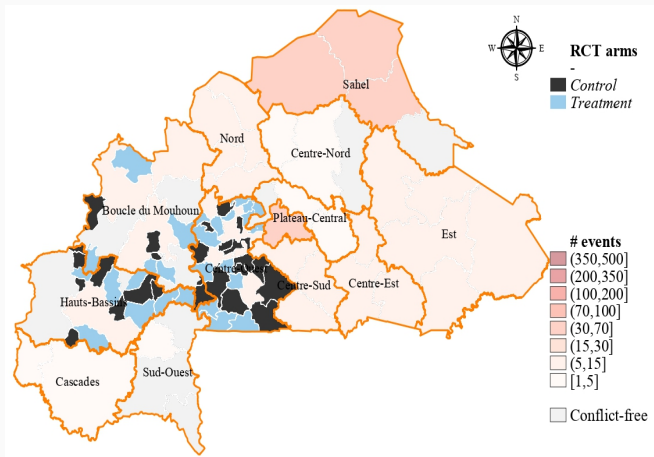 N
W E
S
RCT arms
-
Control
Treatment
Sahel
Nord
Centre-Nord
Boucle du Mouhoun
Plateau-Central
Est
Centre-Ouest
Hauts-Bassins
Centre-Sud
Centre-Est
Cascades
Sud-Ouest
# events
(350,500]
(200,350]
(100,200]
(70,100]
(30,70]
(15,30]
(5,15]
[1,5]
Conflict-free